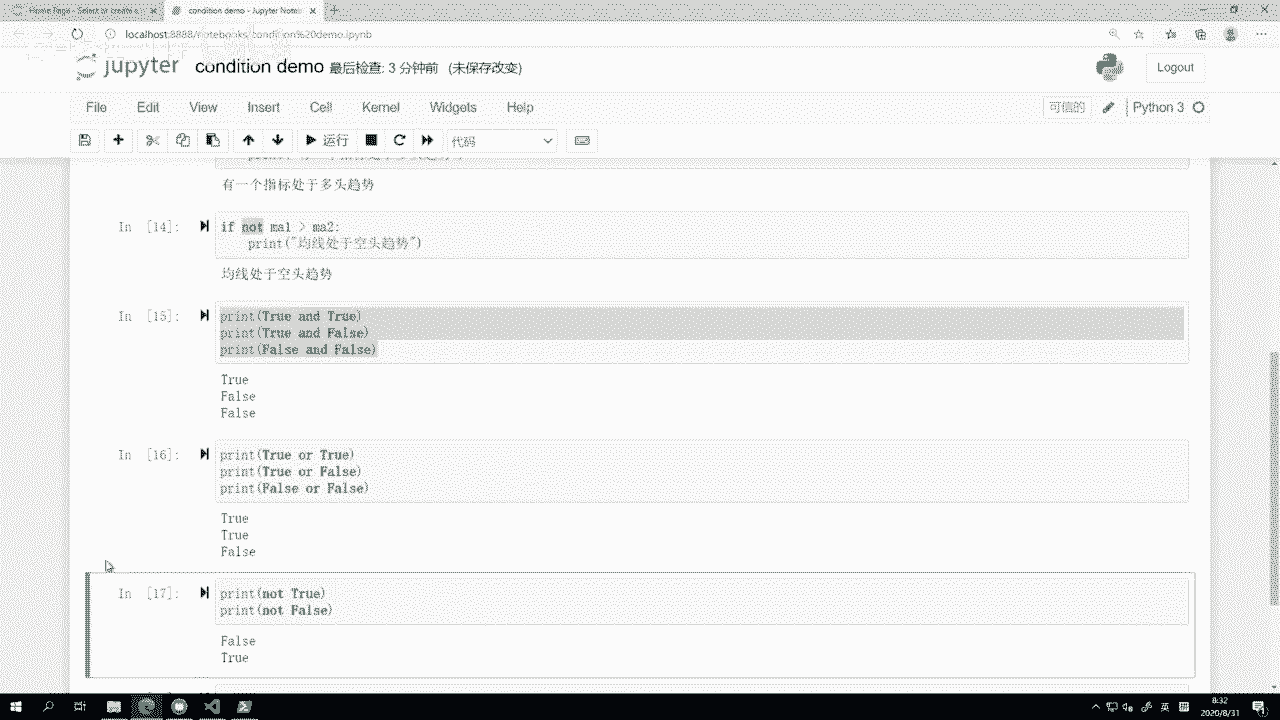 Home Page - Select or create a
condition demo - Jupyter Note
localhost:8888/notebooks/condition%20demo.ipynb
jupyter condition demo 最后检查: 3 分钟前 (未保存改变)
Logout
File Edit View Insert Cell Kernel Widgets Help
可信的 Python 3
运行 代码
有一个指标处于多头趋势
In [14]: if not ma1 > ma2:
print("均线处于空头趋势")
均线处于空头趋势
In [15]: print(True and True)
print(True and False)
print(False and False)
True
False
False
In [16]: print(True or True)
print(True or False)
print(False or False)
True
True
False
In [17]: print(not True)
print(not False)
False
True
英
8:32
2020/8/31